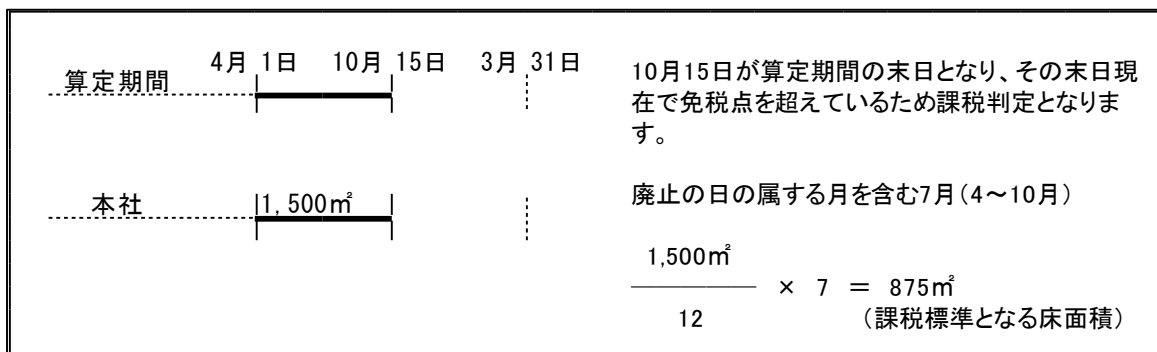 4月 1日 10月 15日 3月 31日
算定期間
本社 1,500㎡
10月15日が算定期間の末日となり、その末日現
在で免税点を超えているため課税判定となりま
す。
廃止の日の属する月を含む7月(4～10月)
1,500㎡
× 7 ＝ 875㎡
12 (課税標準となる床面積)